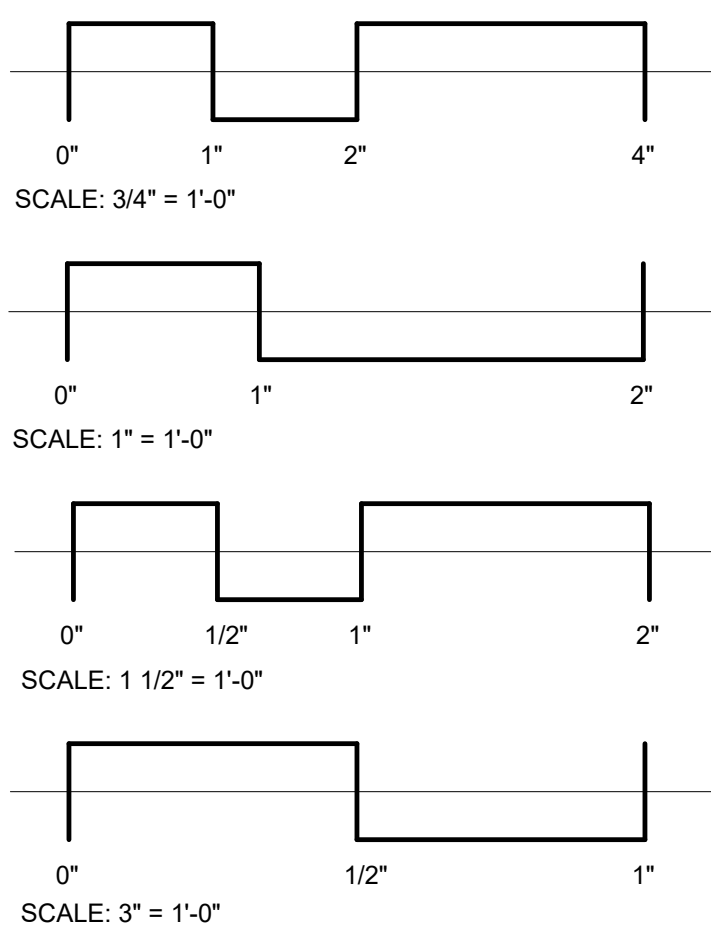 0" 1" 2" 4"
SCALE: 3/4" = 1'-0"
0" 1" 2"
SCALE: 1" = 1'-0"
0" 1/2" 1" 2"
SCALE: 1 1/2" = 1'-0"
0" 1/2" 1"
SCALE: 3" = 1'-0"